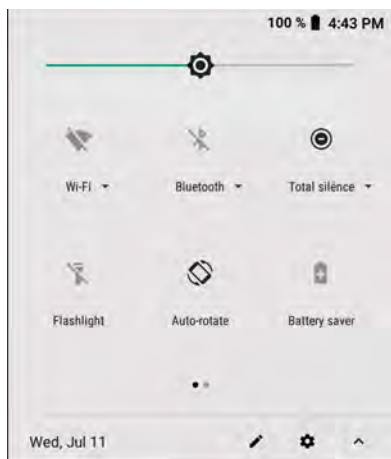 100 % 4:43 PM
Wi-Fi Bluetooth Total silence
Flashlight Auto-rotate Battery saver
Wed, Jul 11